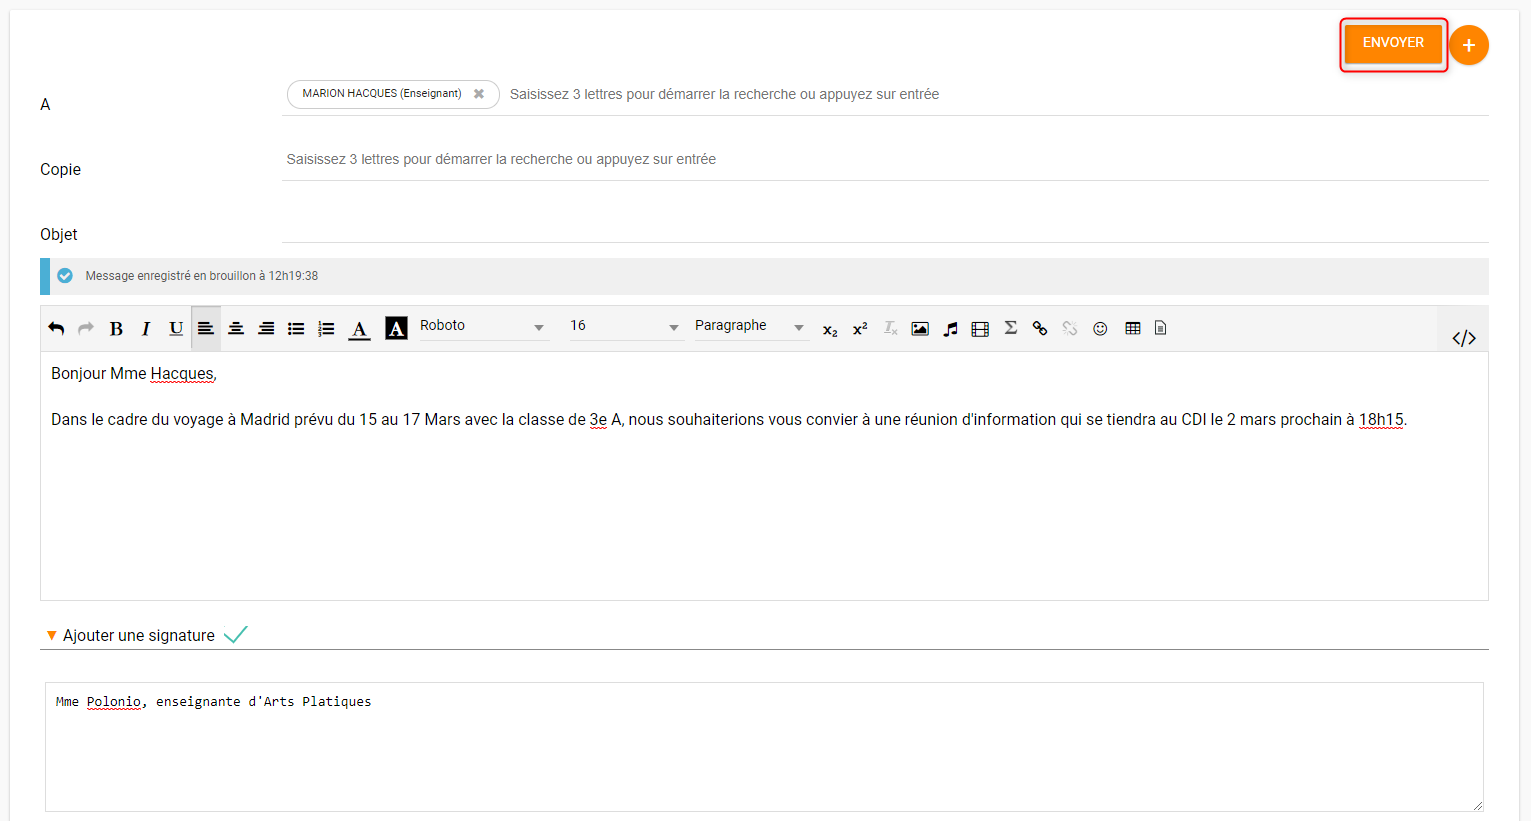 ENVOYER
+
A
MARION HACQUES (Enseignant) ✖ Saisissez 3 lettres pour démarrer la recherche ou appuyez sur entrée
Copie
Saisissez 3 lettres pour démarrer la recherche ou appuyez sur entrée
Objet
Message enregistré en brouillon à 12h19:38
B I U A A Roboto 16 Paragraphe x₂ x² Tx Σ </>
Bonjour Mme Hacques,
Dans le cadre du voyage à Madrid prévu du 15 au 17 Mars avec la classe de 3e A, nous souhaiterions vous convier à une réunion d'information qui se tiendra au CDI le 2 mars prochain à 18h15.
Ajouter une signature
Mme Polonio, enseignante d'Arts Platiques